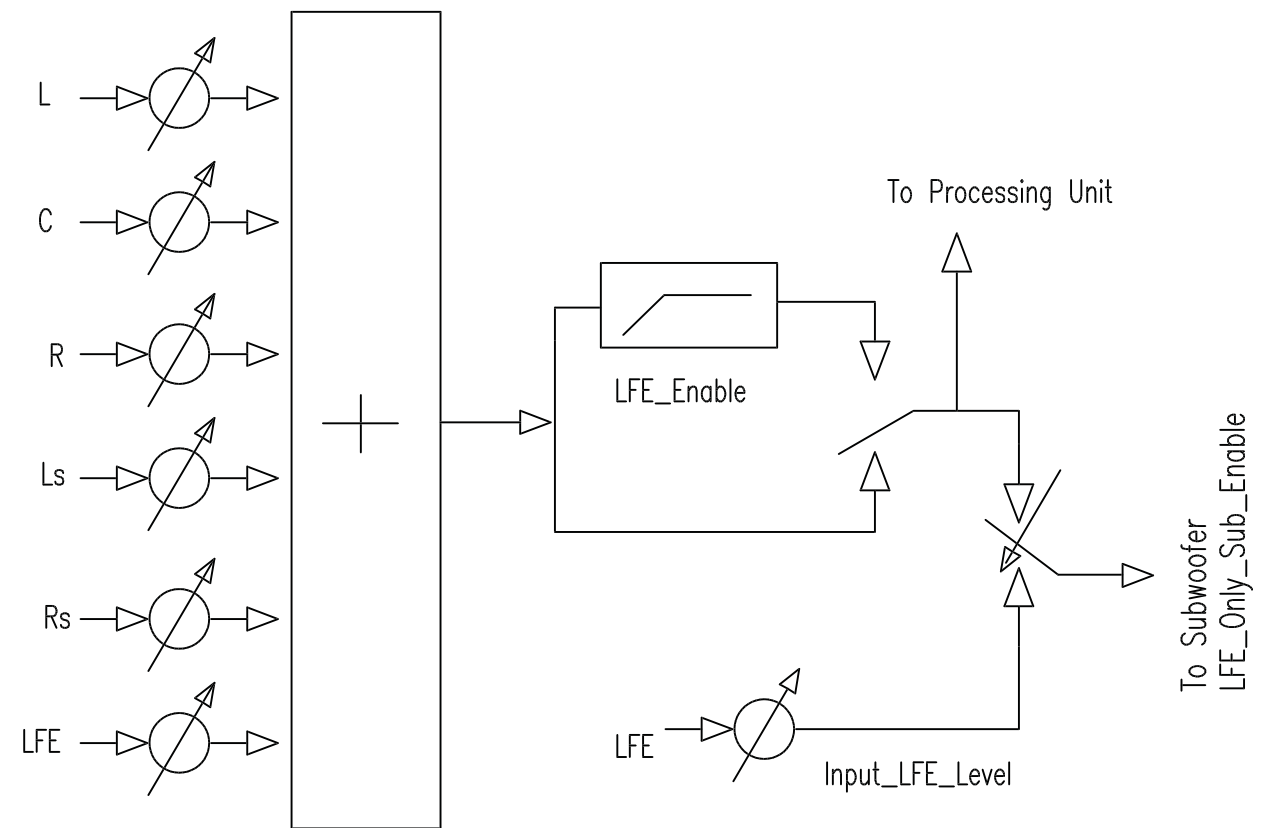 L
C
R
Ls
Rs
LFE
To Processing Unit
LFE_Enable
To Subwoofer
LFE_Only_Sub_Enable
LFE
Input_LFE_Level